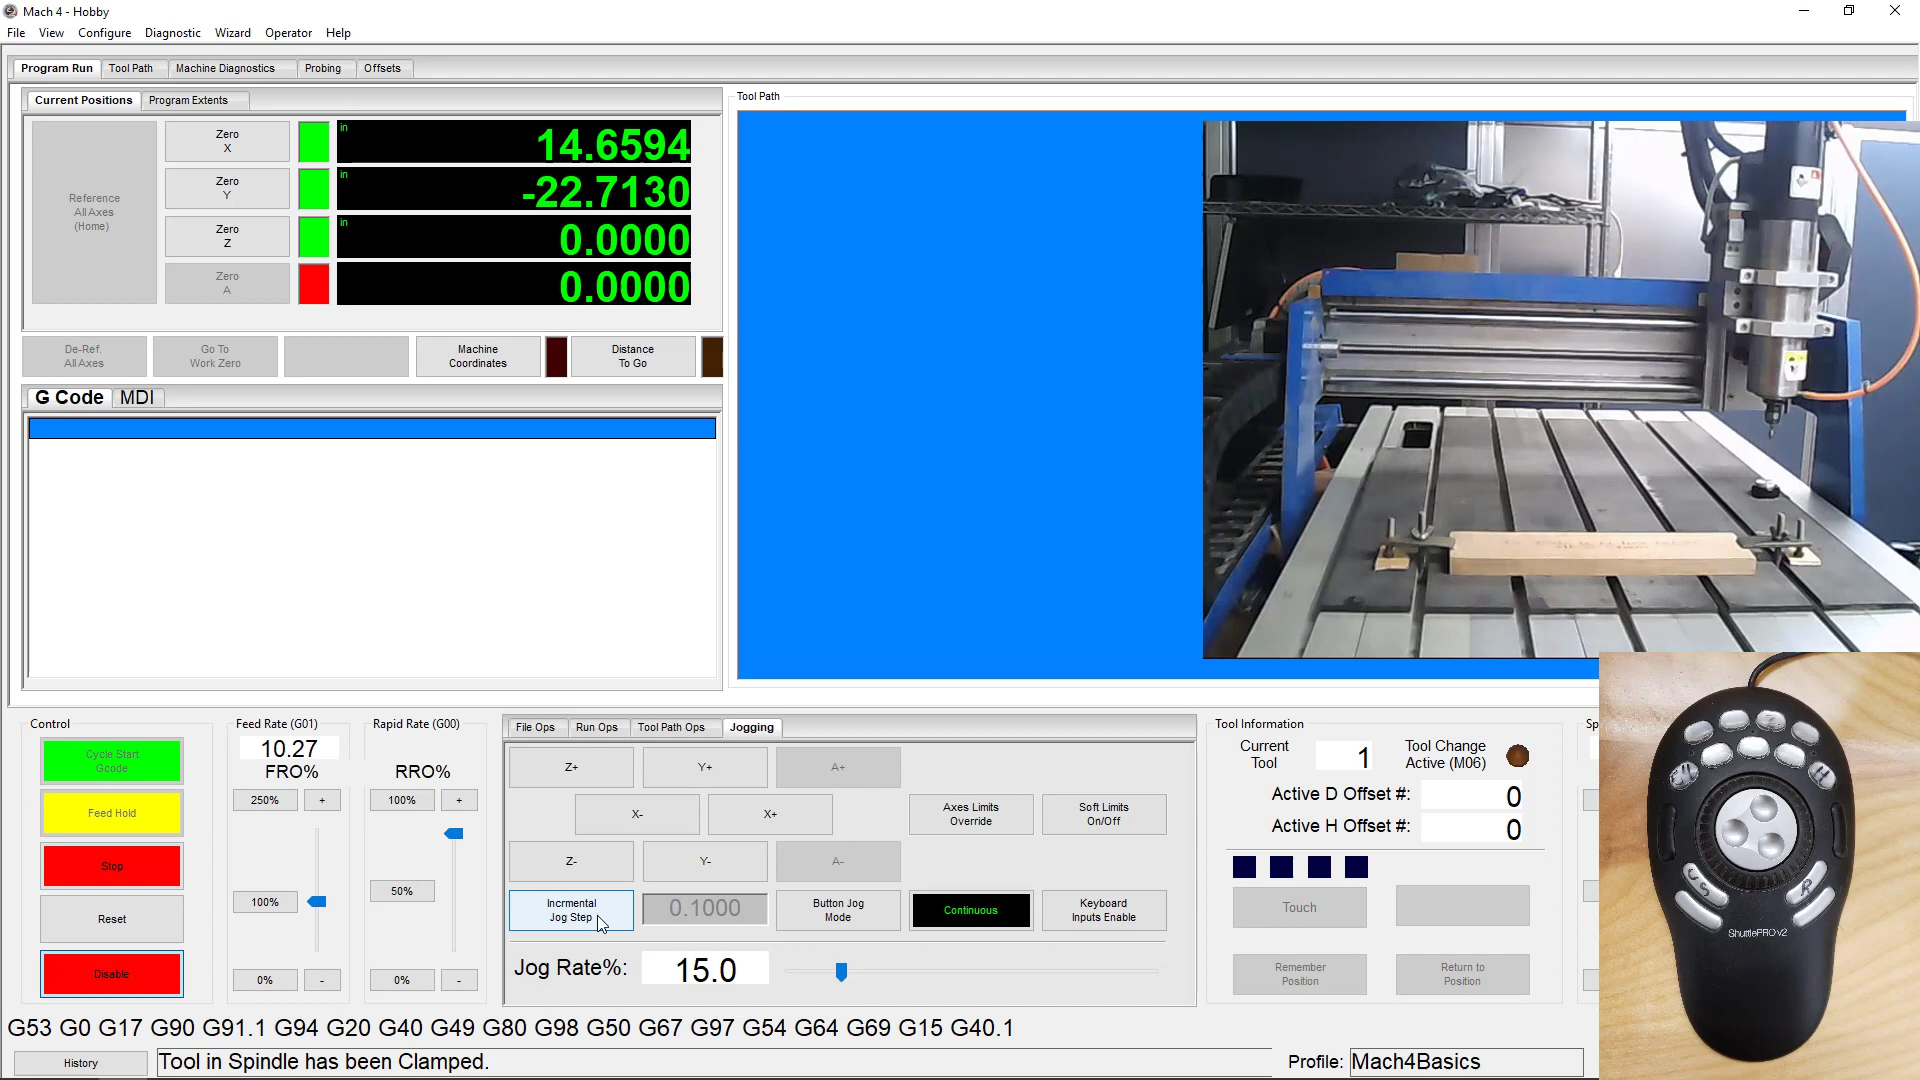 Mach 4 - Hobby
File View Configure Diagnostic Wizard Operator Help
Program Run Tool Path Machine Diagnostics Probing Offsets
Current Positions Program Extents
Reference
All Axes
(Home)
Zero
X
in
14.6594
Zero
Y
in
-22.7130
Zero
Z
in
0.0000
Zero
A
0.0000
De-Ref.
All Axes
Go To
Work Zero
Machine
Coordinates
Distance
To Go
G Code MDI
Tool Path
Control
Cycle Start
Gcode
Feed Hold
Stop
Reset
Disable
Feed Rate (G01)
10.27
FRO%
250% +
100%
0% -
Rapid Rate (G00)
RRO%
100% +
50%
0% -
File Ops Run Ops Tool Path Ops Jogging
Z+ Y+ A+
X- X+
Axes Limits
Override
Soft Limits
On/Off
Z- Y- A-
Incrmental
Jog Step
0.1000
Button Jog
Mode
Continuous
Keyboard
Inputs Enable
Jog Rate%: 15.0
Tool Information
Current
Tool
1
Tool Change
Active (M06)
Active D Offset #: 0
Active H Offset #: 0
Touch
Remember
Position
Return to
Position
Sp
H
R
ShuttlePRO v2
G53 G0 G17 G90 G91.1 G94 G20 G40 G49 G80 G98 G50 G67 G97 G54 G64 G69 G15 G40.1
History
Tool in Spindle has been Clamped.
Profile: Mach4Basics